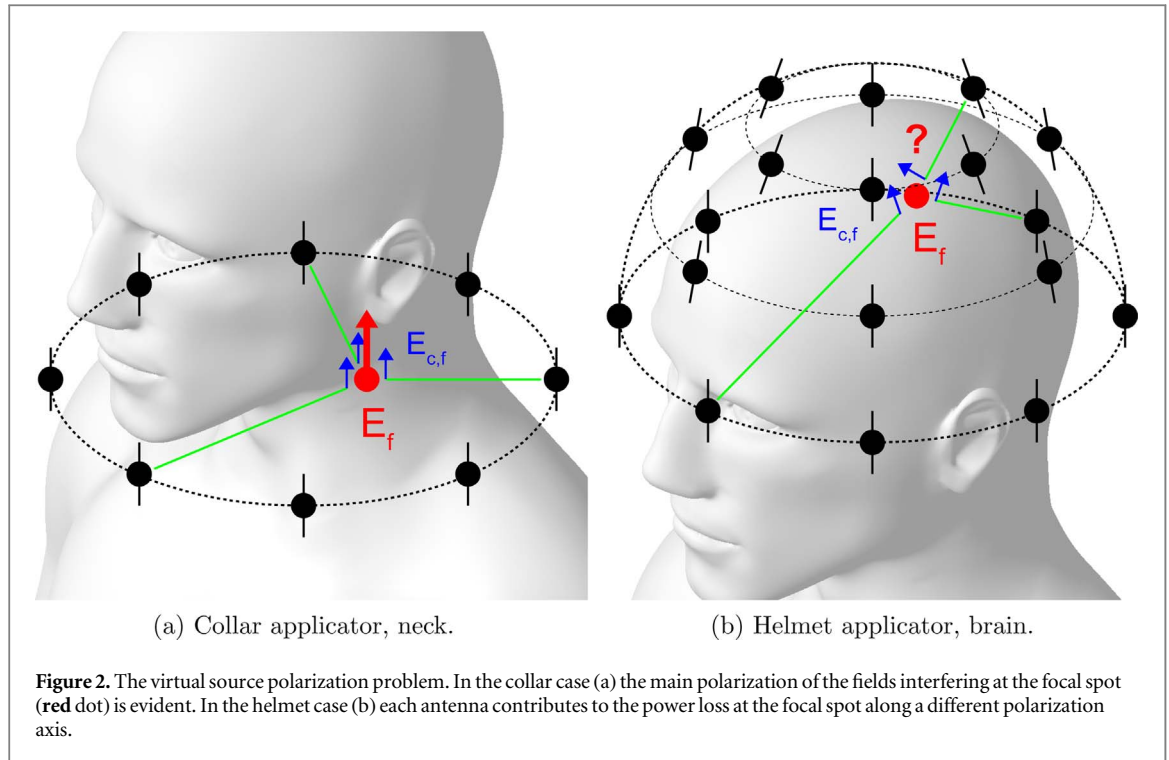 E_c,f
E_f
?
E_c,f
E_f
(a) Collar applicator, neck.
(b) Helmet applicator, brain.
Figure 2. The virtual source polarization problem. In the collar case (a) the main polarization of the fields interfering at the focal spot
(red dot) is evident. In the helmet case (b) each antenna contributes to the power loss at the focal spot along a different polarization
axis.